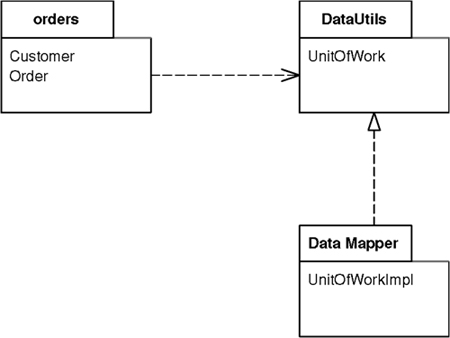 orders
Customer
Order
DataUtils
UnitOfWork
Data Mapper
UnitOfWorkImpl